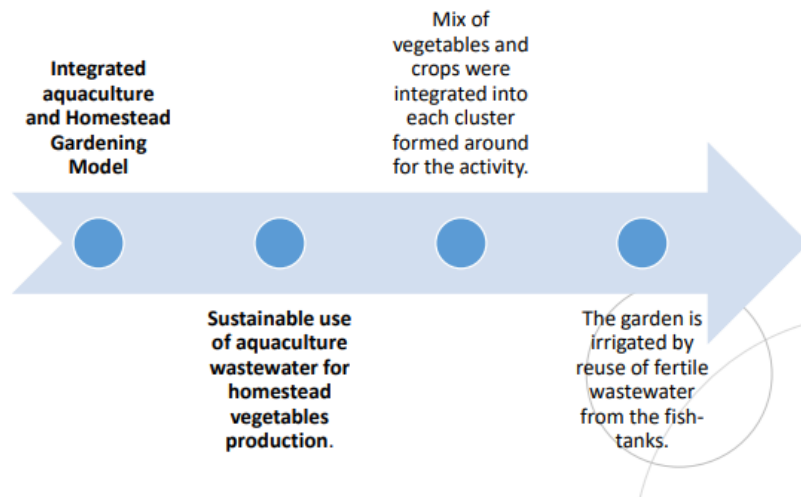 Integrated
aquaculture
and Homestead
Gardening
Model
Sustainable use
of aquaculture
wastewater for
homestead
vegetables
production.
Mix of
vegetables and
crops were
integrated into
each cluster
formed around
for the activity.
The garden is
irrigated by
reuse of fertile
wastewater
from the fish-
tanks.